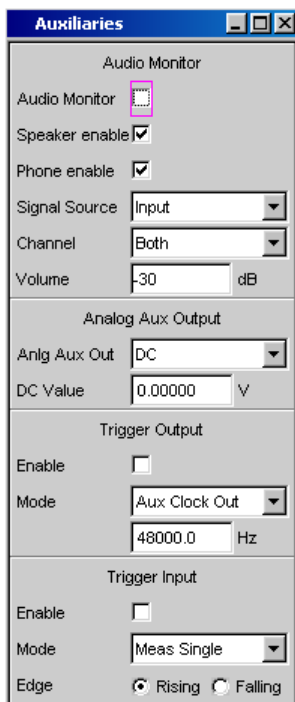 Auxiliaries
Audio Monitor
Audio Monitor
Speaker enable
Phone enable
Signal Source Input
Channel Both
Volume -30 dB
Analog Aux Output
Anlg Aux Out DC
DC Value 0.00000 V
Trigger Output
Enable
Mode Aux Clock Out
48000.0 Hz
Trigger Input
Enable
Mode Meas Single
Edge Rising Falling